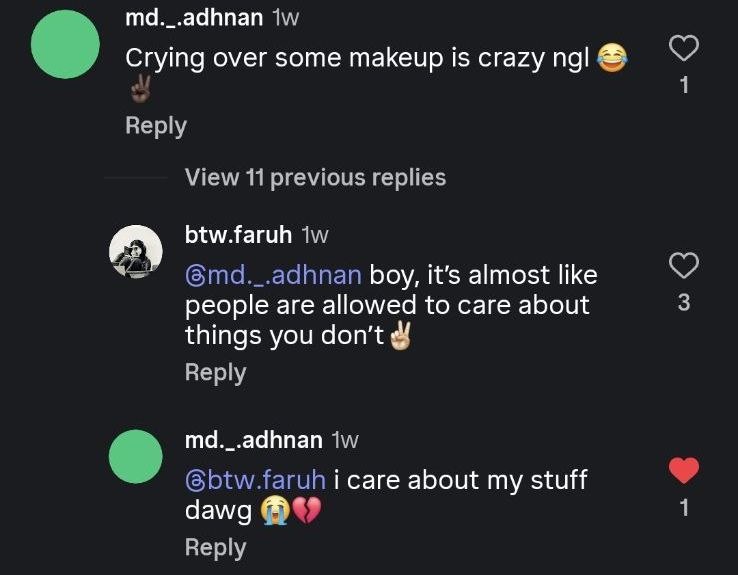 md._.adhnan 1w
Crying over some makeup is crazy ngl 😂
✌🏿
1
Reply
View 11 previous replies
btw.faruh 1w
@md._.adhnan boy, it's almost like
people are allowed to care about
things you don't✌🏼
3
Reply
md._.adhnan 1w
@btw.faruh i care about my stuff
dawg 😭💔
1
Reply